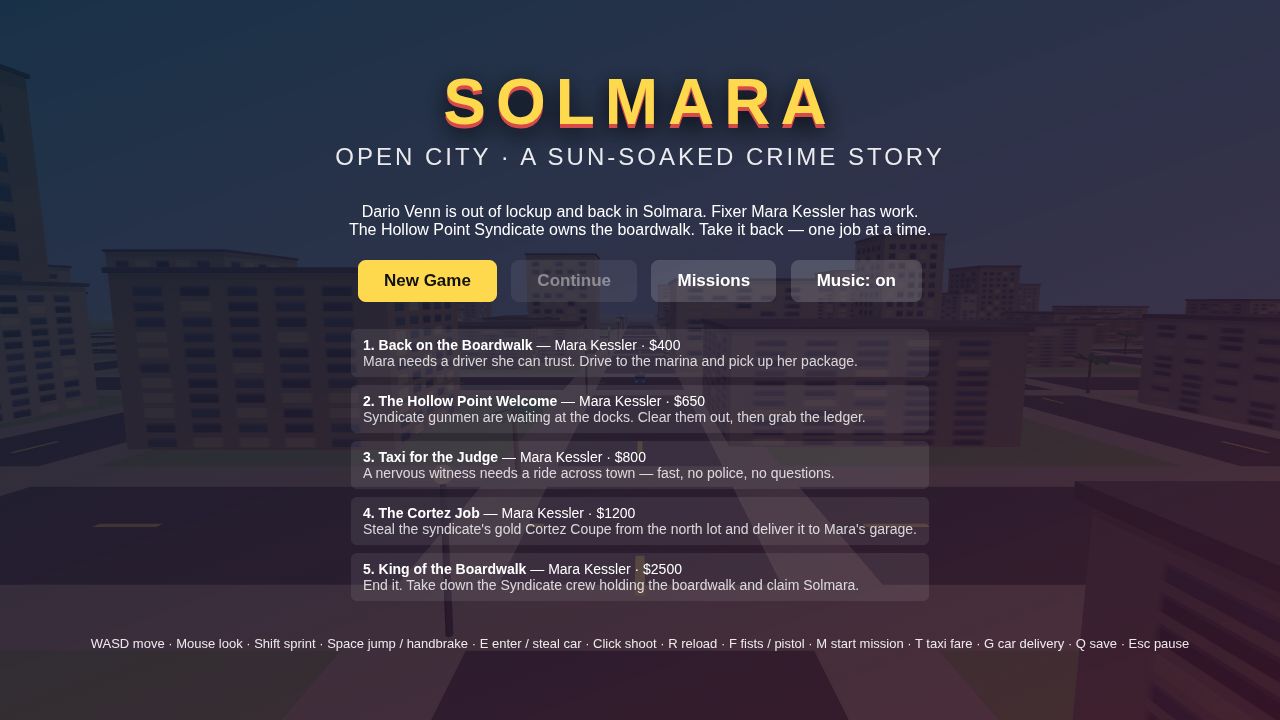 SOLMARA
OPEN CITY · A SUN-SOAKED CRIME STORY
Dario Venn is out of lockup and back in Solmara. Fixer Mara Kessler has work.
The Hollow Point Syndicate owns the boardwalk. Take it back — one job at a time.
New Game Continue Missions Music: on
1. Back on the Boardwalk — Mara Kessler · $400
Mara needs a driver she can trust. Drive to the marina and pick up her package.
2. The Hollow Point Welcome — Mara Kessler · $650
Syndicate gunmen are waiting at the docks. Clear them out, then grab the ledger.
3. Taxi for the Judge — Mara Kessler · $800
A nervous witness needs a ride across town — fast, no police, no questions.
4. The Cortez Job — Mara Kessler · $1200
Steal the syndicate's gold Cortez Coupe from the north lot and deliver it to Mara's garage.
5. King of the Boardwalk — Mara Kessler · $2500
End it. Take down the Syndicate crew holding the boardwalk and claim Solmara.
WASD move · Mouse look · Shift sprint · Space jump / handbrake · E enter / steal car · Click shoot · R reload · F fists / pistol · M start mission · T taxi fare · G car delivery · Q save · Esc pause